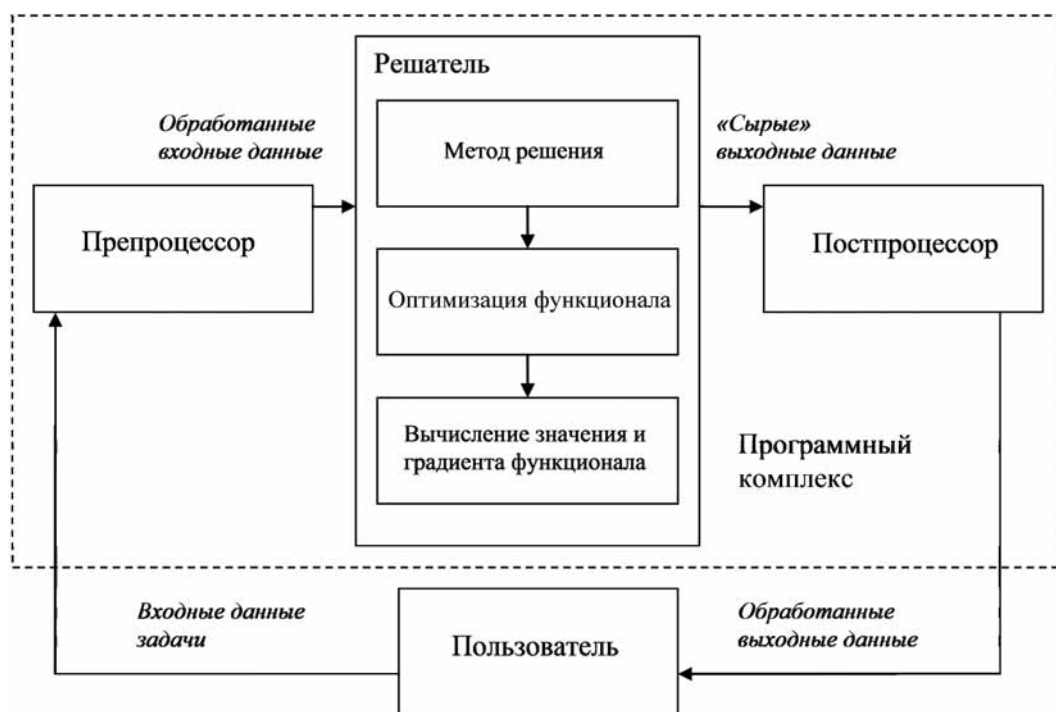 Решатель
Обработанные
входные данные
«Сырые»
выходные данные
Метод решения
Препроцессор
Постпроцессор
Оптимизация функционала
Вычисление значения и
градиента функционала
Программный
комплекс
Входные данные
задачи
Пользователь
Обработанные
выходные данные